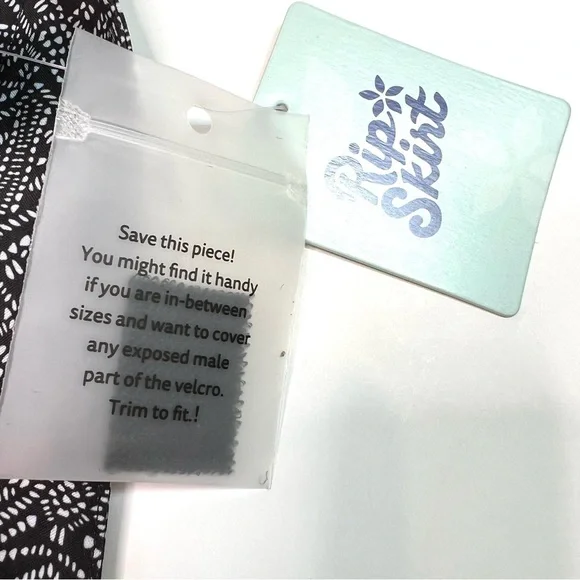 Rip
Skirt
Save this piece!
You might find it handy
if you are in-between
sizes and want to cover
any exposed male
part of the velcro.
Trim to fit.!